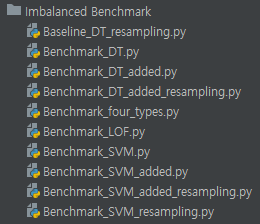 Imbalanced Benchmark
Baseline_DT_resampling.py
Benchmark_DT.py
Benchmark_DT_added.py
Benchmark_DT_added_resampling.py
Benchmark_four_types.py
Benchmark_LOF.py
Benchmark_SVM.py
Benchmark_SVM_added.py
Benchmark_SVM_added_resampling.py
Benchmark_SVM_resampling.py